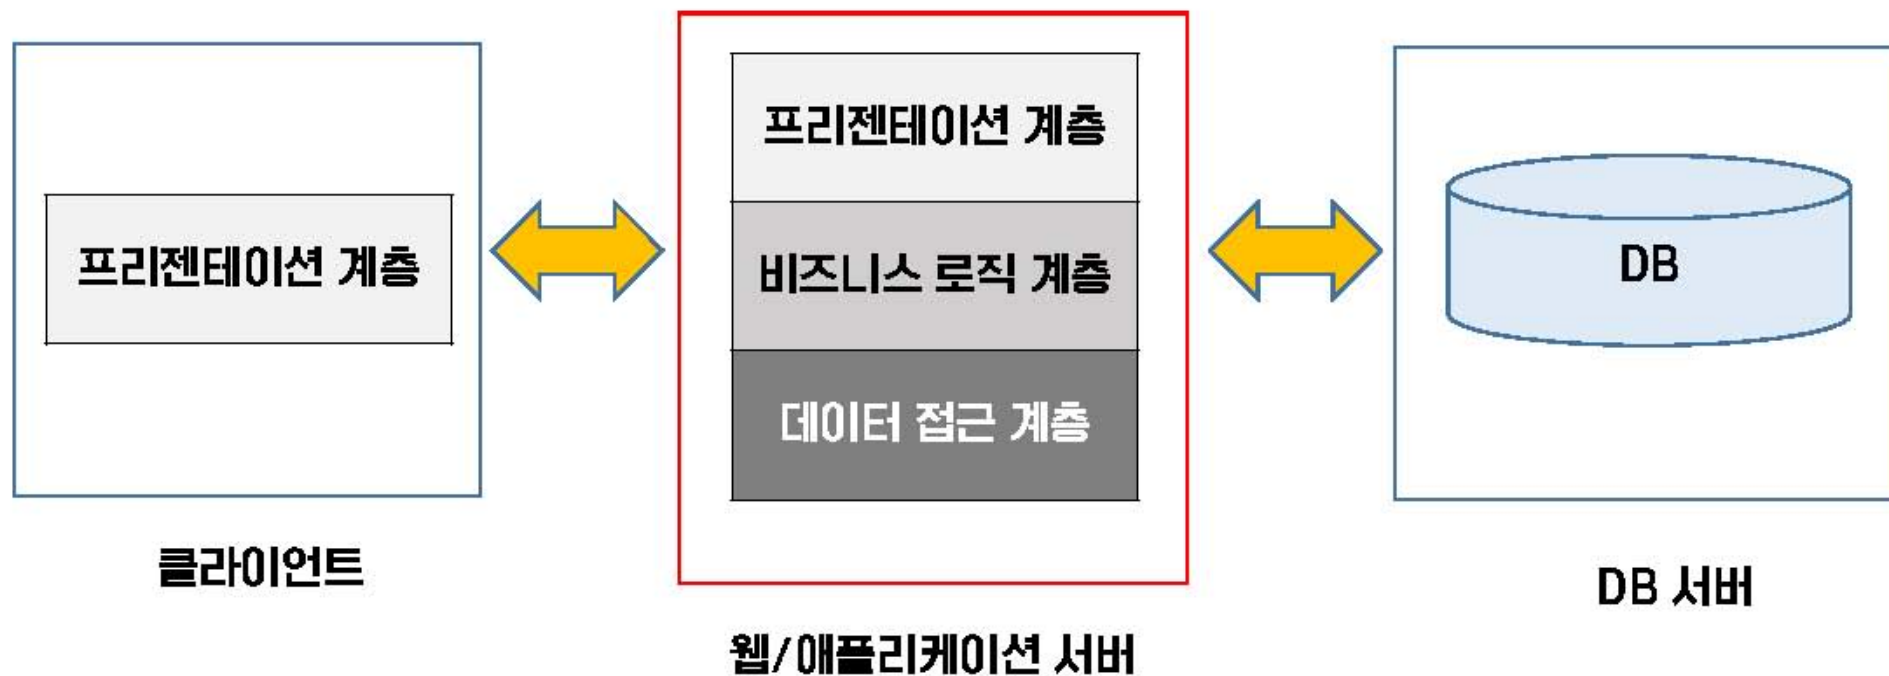 프리젠테이션 계층
클라이언트
프리젠테이션 계층
비즈니스 로직 계층
데이터 접근 계층
웹/애플리케이션 서버
DB
DB 서버